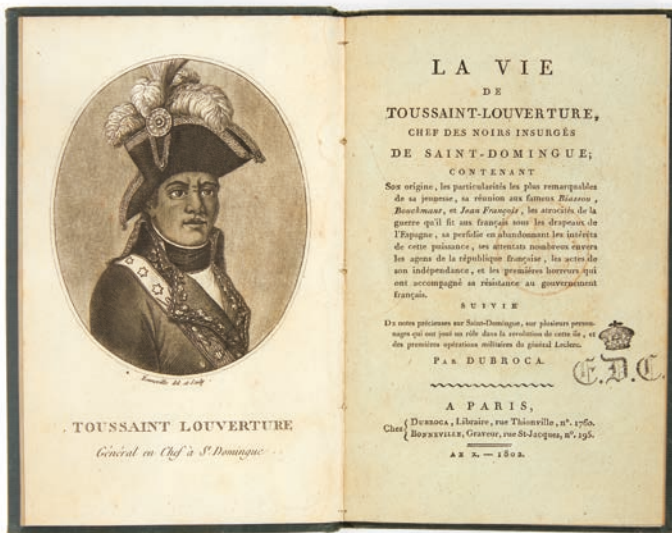 Bonneville del. et Sculp.
TOUSSAINT LOUVERTURE
Général en Chef à St. Domingue.
LA VIE
DE
TOUSSAINT-LOUVERTURE,
CHEF DES NOIRS INSURGÉS
DE SAINT-DOMINGUE;
CONTENANT
Son origine, les particularités les plus remarquables
de sa jeunesse, sa réunion aux fameux Biassou,
Bouckmans, et Jean François, les atrocités de la
guerre qu'il fit aux français sous les drapeaux de
l'Espagne, sa perfidie en abandonnant les intérêts
de cette puissance, ses attentats nombreux envers
les agens de la république française, les actes de
son indépendance, et les premières horreurs qui
ont accompagné sa résistance au gouvernement
français.
SUIVIE
De notes précieuses sur Saint-Domingue, sur plusieurs person-
nages qui ont joué un rôle dans la révolution de cette île, et
des premières opérations militaires du général Leclerc.
PAR DUBROCA.
E.D.C.
A PARIS,
Chez { DUBROCA, Libraire, rue Thionville, n°. 1760.
BONNEVILLE, Graveur, rue St-Jacques, n°. 195.
AN X. — 1802.